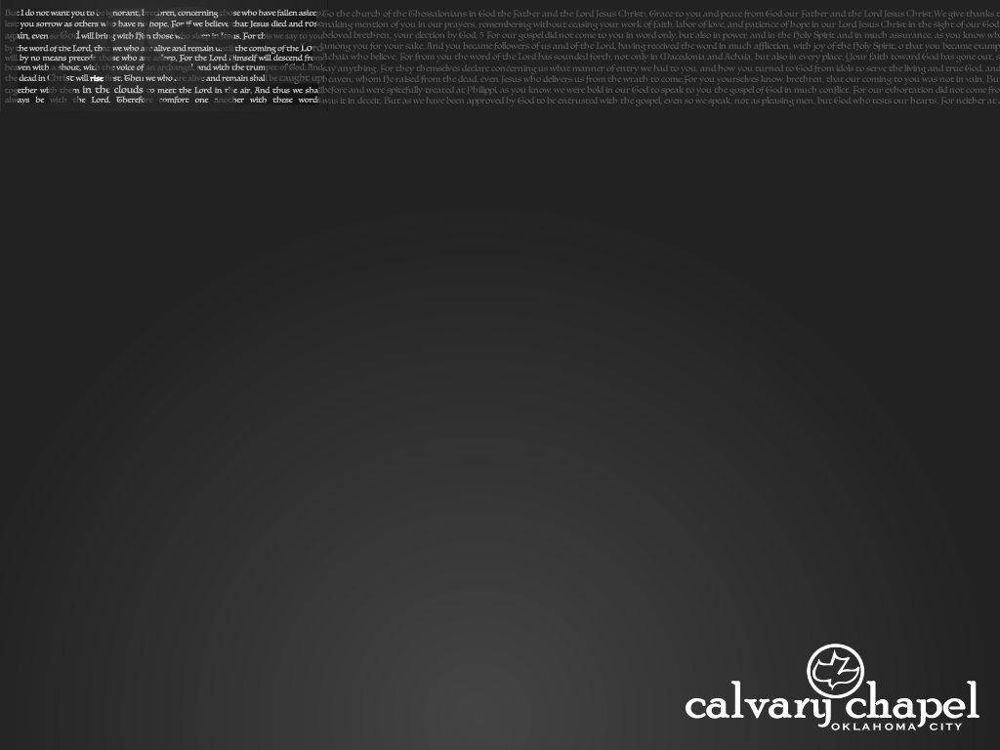 But I do not want you to be ignorant, brethren, concerning those who have fallen asleep
lest you sorrow as others who have no hope. For if we believe that Jesus died and rose
again, even so God will bring with Him those who sleep in Jesus. For this we say to you
by the word of the Lord, that we who are alive and remain until the coming of the Lord
will by no means precede those who are asleep. For the Lord Himself will descend from
heaven with a shout, with the voice of an archangel, and with the trumpet of God. And
the dead in Christ will rise first. Then we who are alive and remain shall be caught up
together with them in the clouds to meet the Lord in the air. And thus we shall
always be with the Lord. Therefore comfort one another with these words
To the church of the Thessalonians in God the Father and the Lord Jesus Christ: Grace to you and peace from God our Father and the Lord Jesus Christ.We give thanks t
making mention of you in our prayers, remembering without ceasing your work of faith, labor of love, and patience of hope in our Lord Jesus Christ in the sight of our God
beloved brethren, your election by God. 5 For our gospel did not come to you in word only, but also in power, and in the Holy Spirit and in much assurance, as you know wh
among you for your sake. And you became followers of us and of the Lord, having received the word in much affliction, with joy of the Holy Spirit, o that you became examp
Achaia who believe. For from you the word of the Lord has sounded forth, not only in Macedonia and Achaia, but also in every place. Your faith toward God has gone out, s
say anything. For they themselves declare concerning us what manner of entry we had to you, and how you turned to God from idols to serve the living and true God, and
heaven, whom He raised from the dead, even Jesus who delivers us from the wrath to come.For you yourselves know, brethren, that our coming to you was not in vain. Bu
before and were spitefully treated at Philippi, as you know, we were bold in our God to speak to you the gospel of God in much conflict. For our exhortation did not come fro
was it in deceit. But as we have been approved by God to be entrusted with the gospel, even so we speak, not as pleasing men, but God who tests our hearts. For neither at
calvary chapel
OKLAHOMA CITY